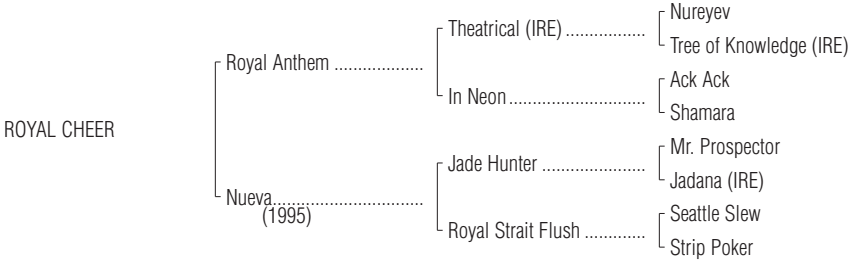 Nureyev
Theatrical (IRE) .................
Tree of Knowledge (IRE)
Royal Anthem ...................
Ack Ack
In Neon.............................
Shamara
ROYAL CHEER
Mr. Prospector
Jade Hunter ......................
Jadana (IRE)
Nueva................................
(1995)
Seattle Slew
Royal Strait Flush .............
Strip Poker